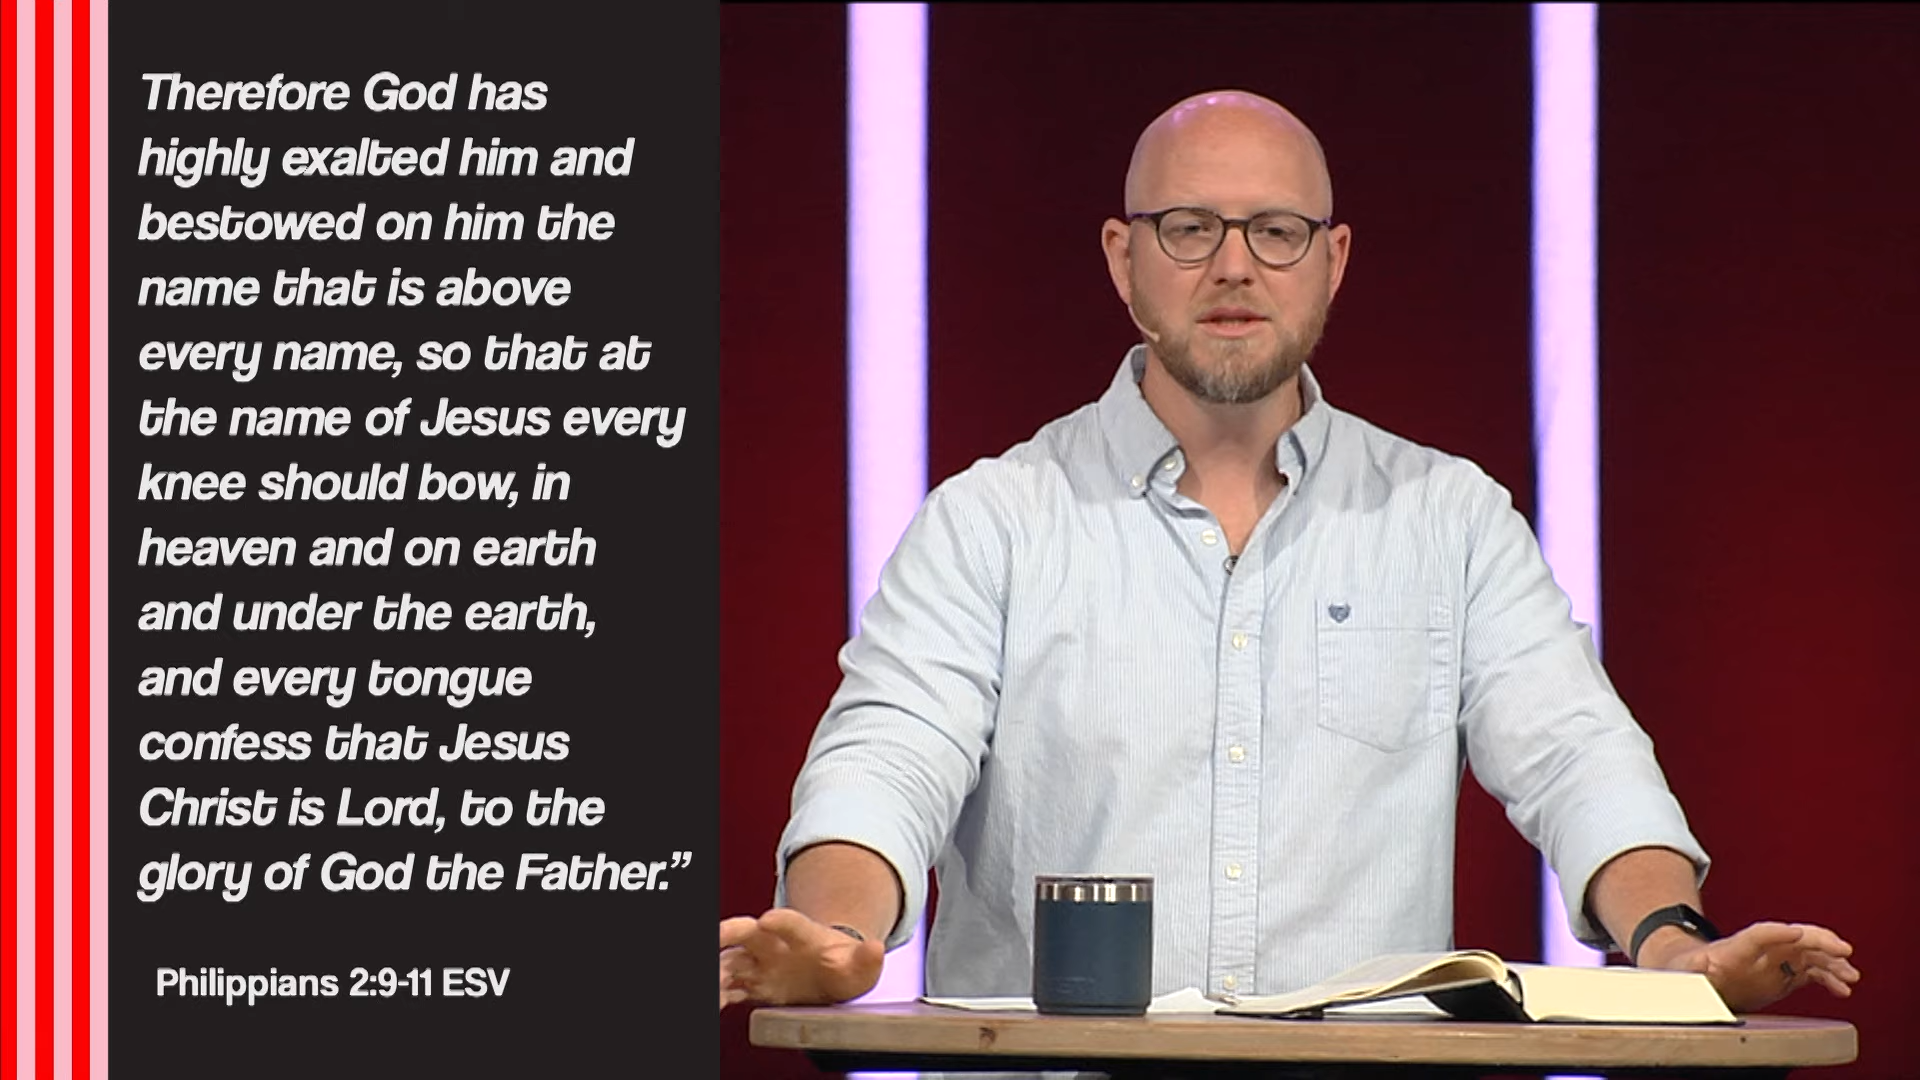 Therefore God has
highly exalted him and
bestowed on him the
name that is above
every name, so that at
the name of Jesus every
knee should bow, in
heaven and on earth
and under the earth,
and every tongue
confess that Jesus
Christ is Lord, to the
glory of God the Father.”
Philippians 2:9-11 ESV